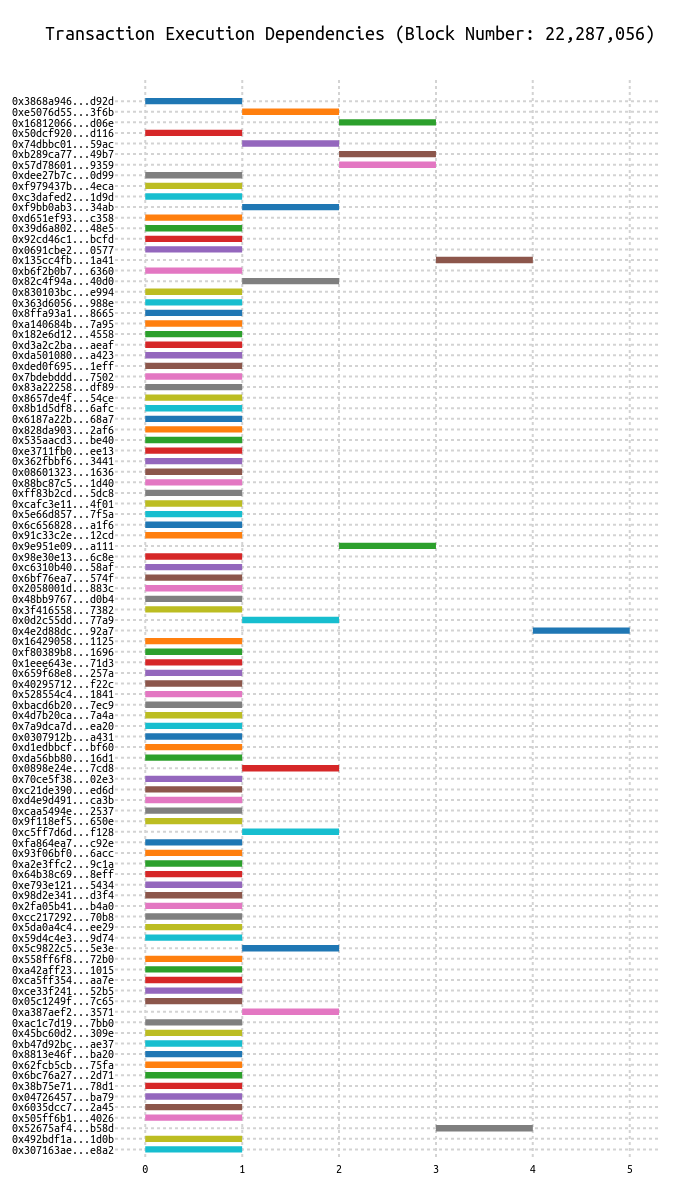 Transaction Execution Dependencies (Block Number: 22,287,056)
0x3868a946...d92d
0xe5076d55...3f6b
0x16812066...d06e
0x50dcf920...d116
0x74dbbc01...59ac
0xb289ca77...49b7
0x57d78601...9359
0xdee27b7c...0d99
0xf979437b...4eca
0xc3dafed2...1d9d
0xf9bb0ab3...34ab
0xd651ef93...c358
0x39d6a802...48e5
0x92cd46c1...bcfd
0x0691cbe2...0577
0x135cc4fb...1a41
0xb6f2b0b7...6360
0x82c4f94a...40d0
0x830103bc...e994
0x363d6056...988e
0x8ffa93a1...8665
0xa140684b...7a95
0x182e6d12...4558
0xd3a2c2ba...aeaf
0xda501080...a423
0xded0f695...1eff
0x7bdebddd...7502
0x83a22258...df89
0x8657de4f...54ce
0x8b1d5df8...6afc
0x6187a22b...68a7
0x828da903...2af6
0x535aacd3...be40
0xe3711fb0...ee13
0x362fbbf6...3441
0x08601323...1636
0x88bc87c5...1d40
0xff83b2cd...5dc8
0xcafc3e11...4f01
0x5e66d857...7f5a
0x6c656828...a1f6
0x91c33c2e...12cd
0x9e951e09...a111
0x98e30e13...6c8e
0xc6310b40...58af
0x6bf76ea7...574f
0x2058001d...883c
0x48bb9767...d0b4
0x3f416558...7382
0x0d2c55dd...77a9
0x4e2d88dc...92a7
0x16429058...1125
0xf80389b8...1696
0x1eee643e...71d3
0x659f68e8...257a
0x40295712...f22c
0x528554c4...1841
0xbacd6b20...7ec9
0x4d7b20ca...7a4a
0x7a9dca7d...ea20
0x0307912b...a431
0xd1edbbcf...bf60
0xda56bb80...16d1
0x0898e24e...7cd8
0x70ce5f38...02e3
0xc21de390...ed6d
0xd4e9d491...ca3b
0xcaa5494e...2537
0x9f118ef5...650e
0xc5ff7d6d...f128
0xfa864ea7...c92e
0x93f06bf0...6acc
0xa2e3ffc2...9c1a
0x64b38c69...8eff
0xe793e121...5434
0x98d2e341...d3f4
0x2fa05b41...b4a0
0xcc217292...70b8
0x5da0a4c4...ee29
0x59d4c4e3...9d74
0x5c9822c5...5e3e
0x558ff6f8...72b0
0xa42aff23...1015
0xca5ff354...aa7e
0xce33f241...52b5
0x05c1249f...7c65
0xa387aef2...3571
0xac1c7d19...7bb0
0x45bc60d2...309e
0xb47d92bc...ae37
0x8813e46f...ba20
0x62fcb5cb...75fa
0x6bc76a27...2d71
0x38b75e71...78d1
0x04726457...ba79
0x6035dcc7...2a45
0x505ff6b1...4026
0x52675af4...b58d
0x492bdf1a...1d0b
0x307163ae...e8a2
0 1 2 3 4 5